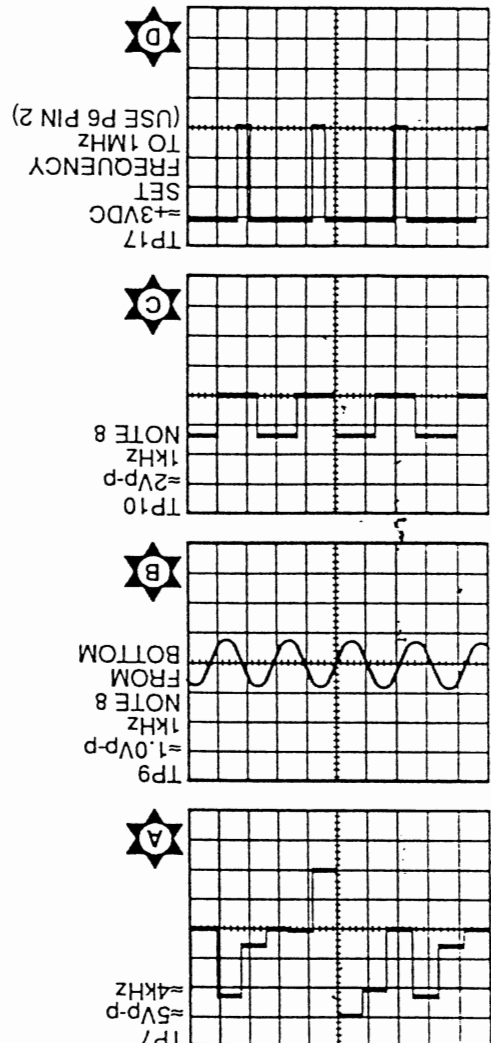 TP7
≈5Vp-p
≈4kHz
A
TP9
≈1.0Vp-p
1kHz
NOTE 8
FROM
BOTTOM
B
TP10
≈2Vp-p
1kHz
NOTE 8
C
TP17
≈+3VDC
SET
FREQUENCY
TO 1MHz
(USE P6 PIN 2)
D